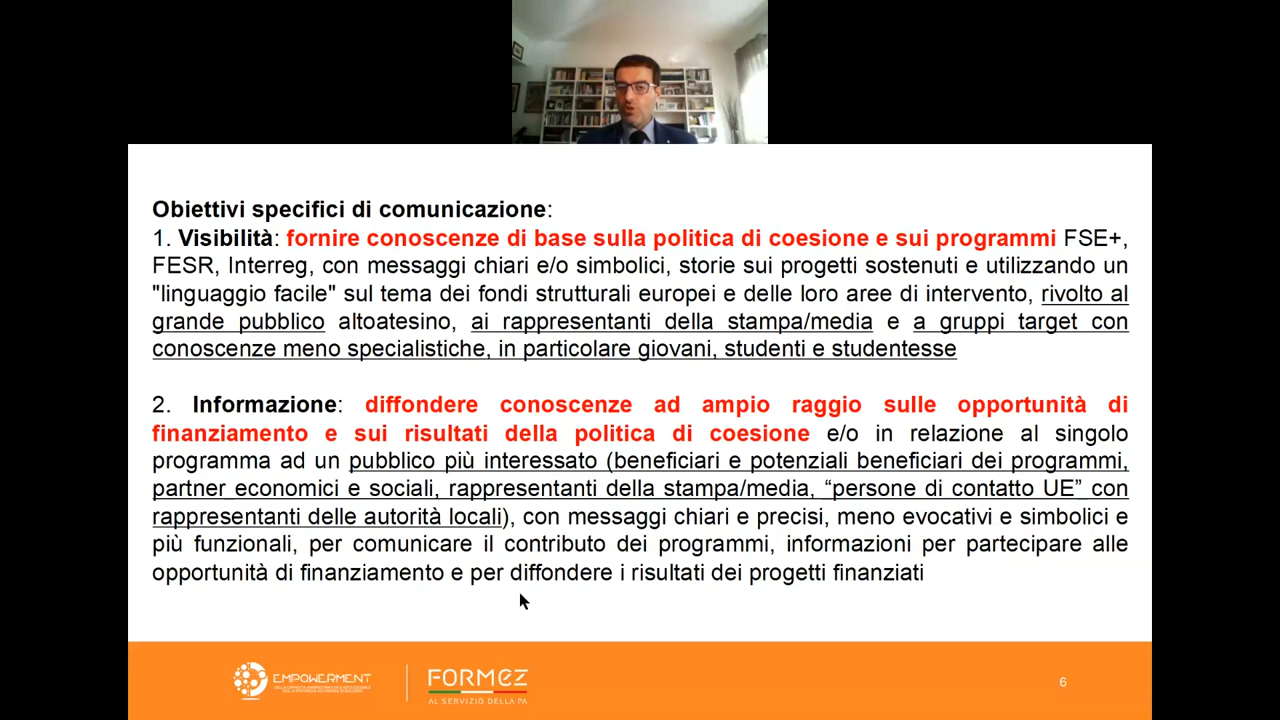 Obiettivi specifici di comunicazione:
1. Visibilità: fornire conoscenze di base sulla politica di coesione e sui programmi FSE+,
FESR, Interreg, con messaggi chiari e/o simbolici, storie sui progetti sostenuti e utilizzando un
"linguaggio facile" sul tema dei fondi strutturali europei e delle loro aree di intervento, rivolto al
grande pubblico altoatesino, ai rappresentanti della stampa/media e a gruppi target con
conoscenze meno specialistiche, in particolare giovani, studenti e studentesse
2. Informazione: diffondere conoscenze ad ampio raggio sulle opportunità di
finanziamento e sui risultati della politica di coesione e/o in relazione al singolo
programma ad un pubblico più interessato (beneficiari e potenziali beneficiari dei programmi,
partner economici e sociali, rappresentanti della stampa/media, “persone di contatto UE” con
rappresentanti delle autorità locali), con messaggi chiari e precisi, meno evocativi e simbolici e
più funzionali, per comunicare il contributo dei programmi, informazioni per partecipare alle
opportunità di finanziamento e per diffondere i risultati dei progetti finanziati
EMPOWERMENT
FORMEZ
AL SERVIZIO DELLA PA
6